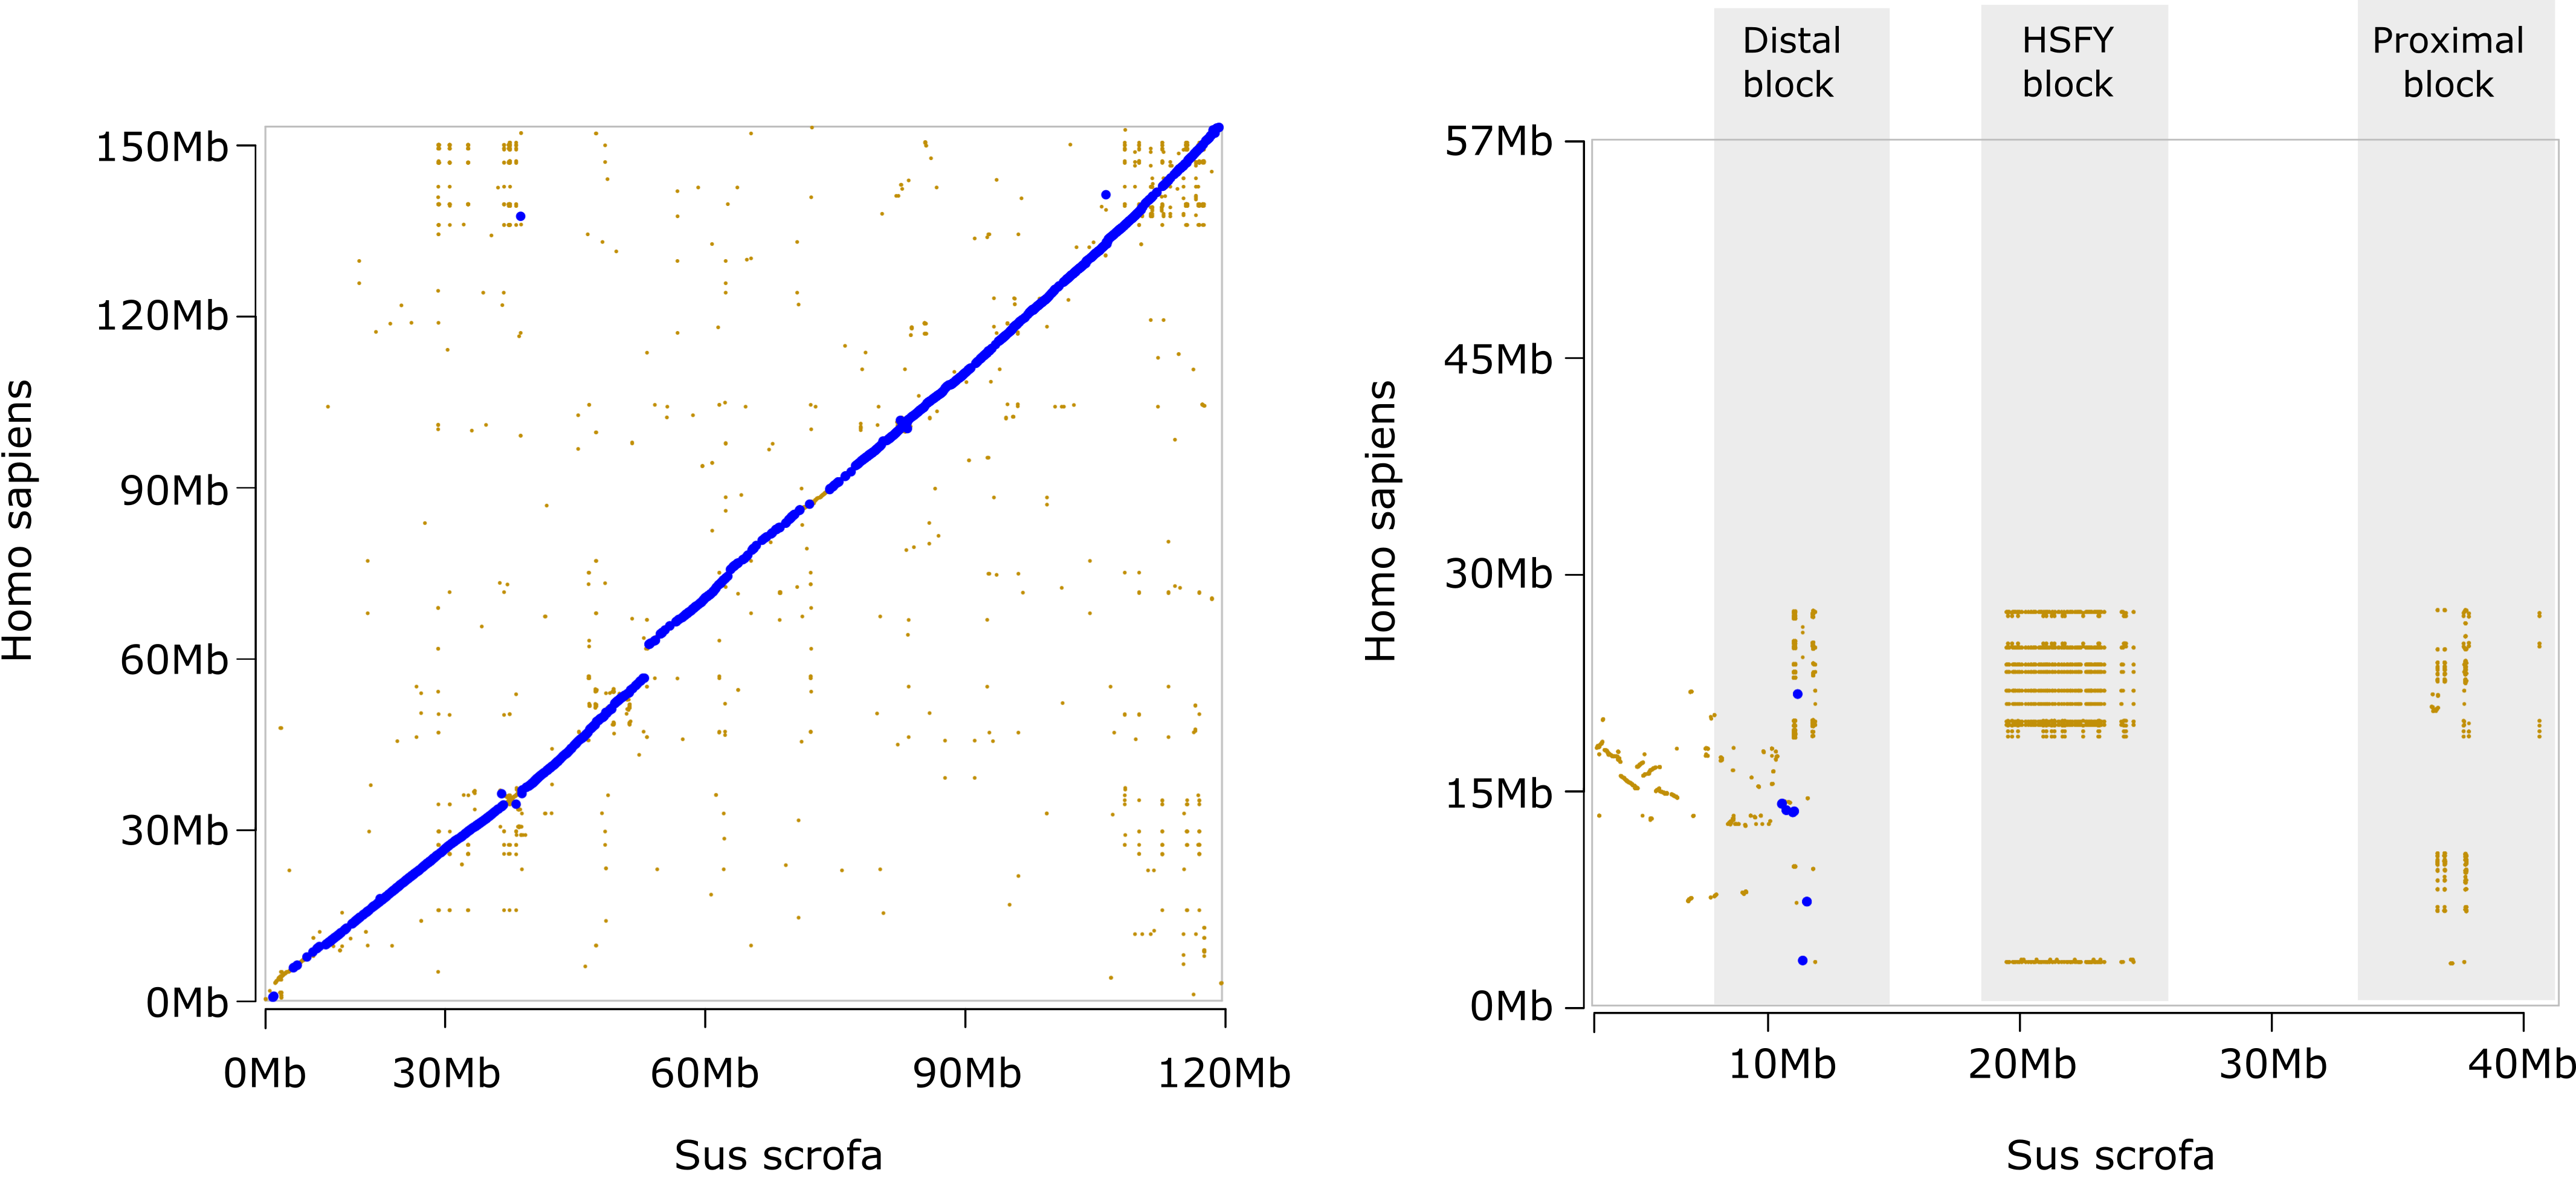 150Mb
120Mb
90Mb
60Mb
30Mb
0Mb
Homo sapiens
0Mb 30Mb 60Mb 90Mb 120Mb
Sus scrofa
Distal
block
HSFY
block
Proximal
block
57Mb
45Mb
30Mb
15Mb
0Mb
Homo sapiens
10Mb 20Mb 30Mb 40Mb
Sus scrofa